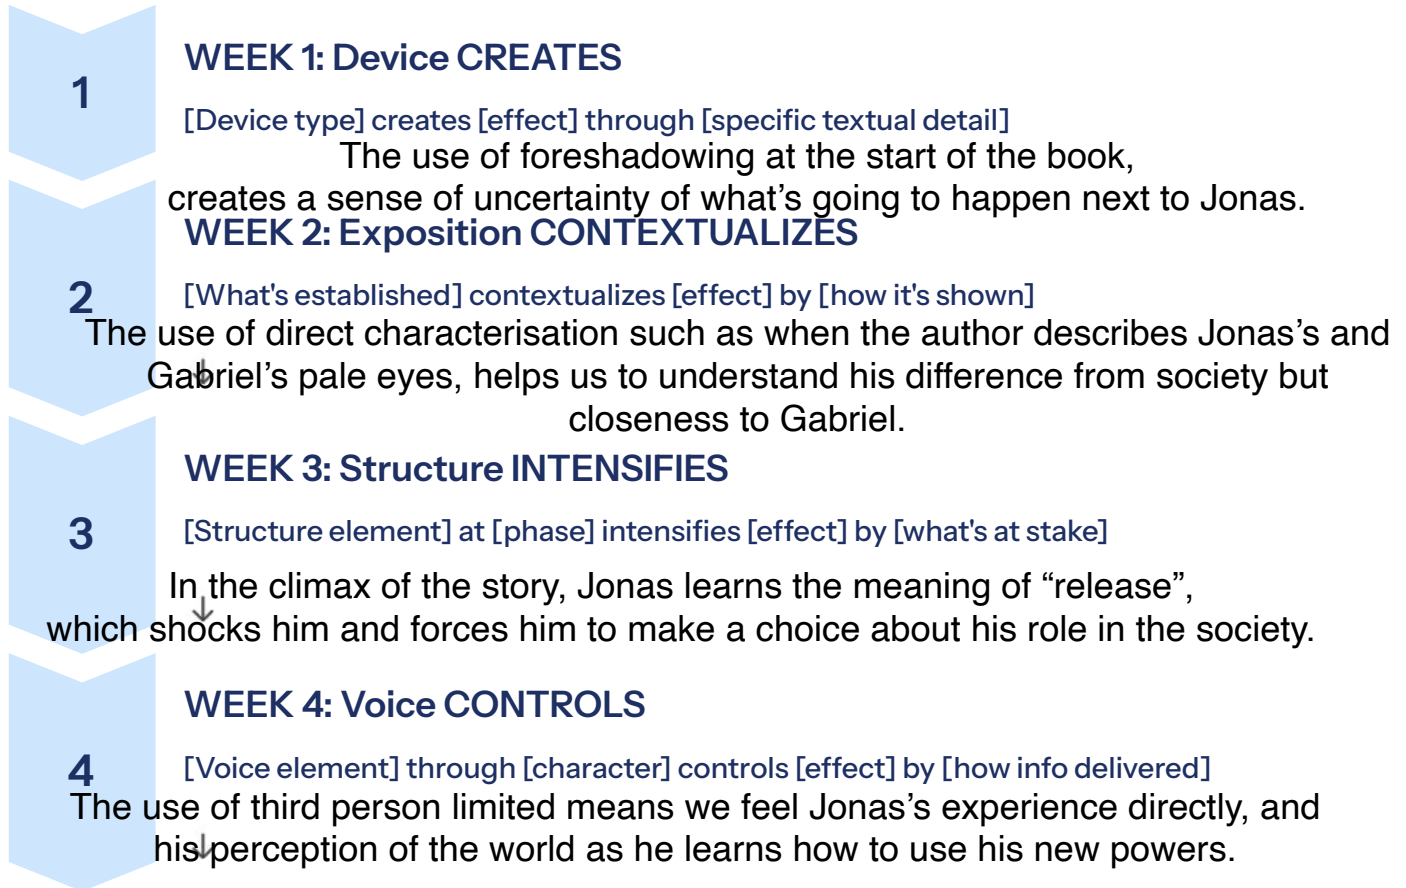 1
WEEK 1: Device CREATES
[Device type] creates [effect] through [specific textual detail]
The use of foreshadowing at the start of the book,
creates a sense of uncertainty of what's going to happen next to Jonas.
WEEK 2: Exposition CONTEXTUALIZES
2
[What's established] contextualizes [effect] by [how it's shown]
The use of direct characterisation such as when the author describes Jonas's and
Gabriel's pale eyes, helps us to understand his difference from society but
closeness to Gabriel.
WEEK 3: Structure INTENSIFIES
3
[Structure element] at [phase] intensifies [effect] by [what's at stake]
In the climax of the story, Jonas learns the meaning of “release”,
which shocks him and forces him to make a choice about his role in the society.
WEEK 4: Voice CONTROLS
4
[Voice element] through [character] controls [effect] by [how info delivered]
The use of third person limited means we feel Jonas's experience directly, and
his perception of the world as he learns how to use his new powers.